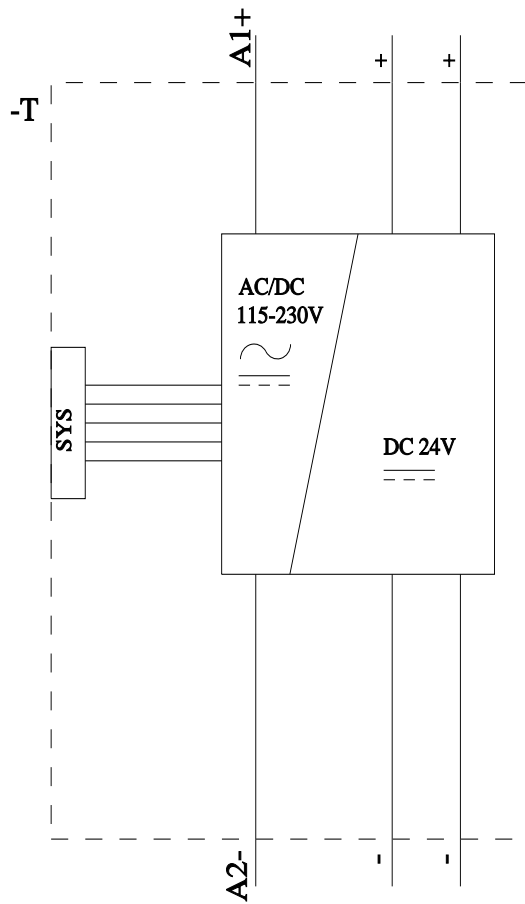 A1+
+
+
-T
AC/DC
115-230V
SYS
DC 24V
A2-
-
-